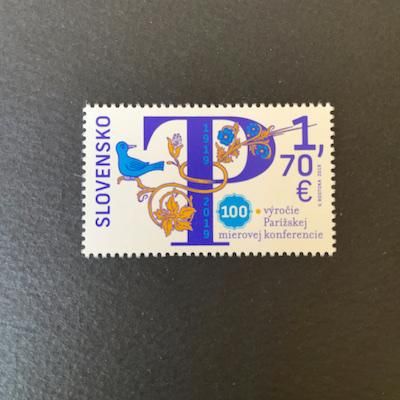 SLOVENSKO
P
1919
2019
1,
70
€
100.
výročie
Parížskej
mierovej konferencie